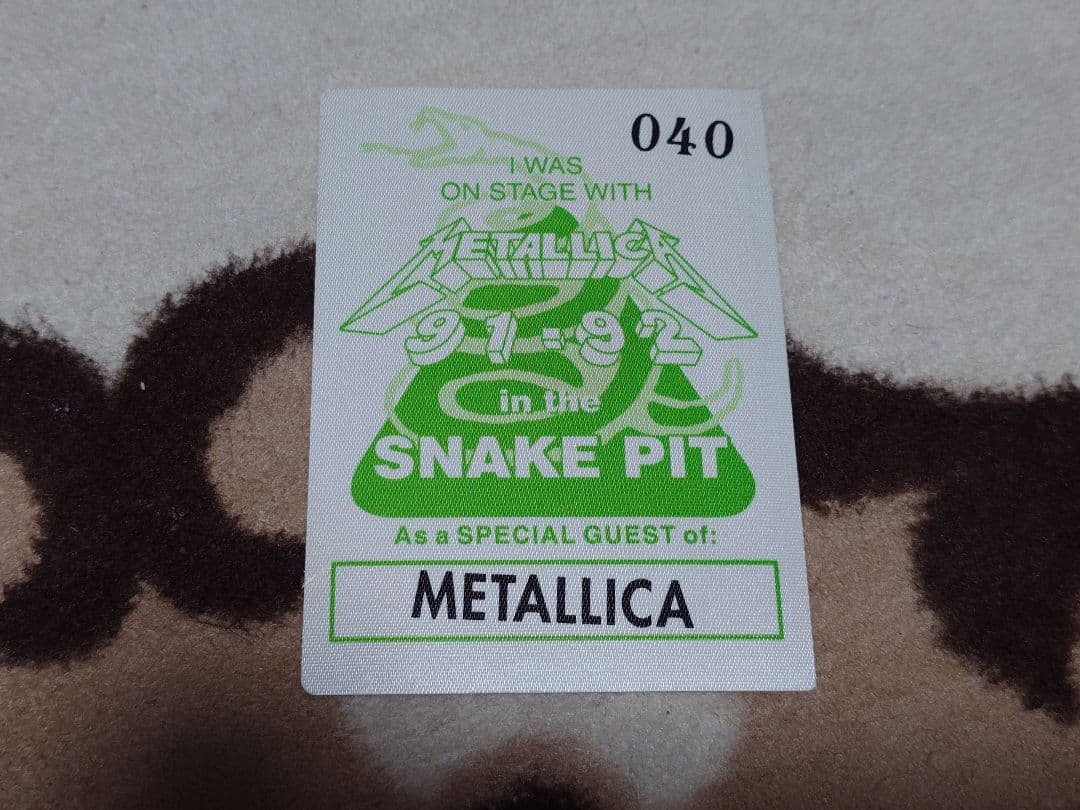 040
I WAS
ON STAGE WITH
METALLICA
91-92
in the
SNAKE PIT
As a SPECIAL GUEST of:
METALLICA